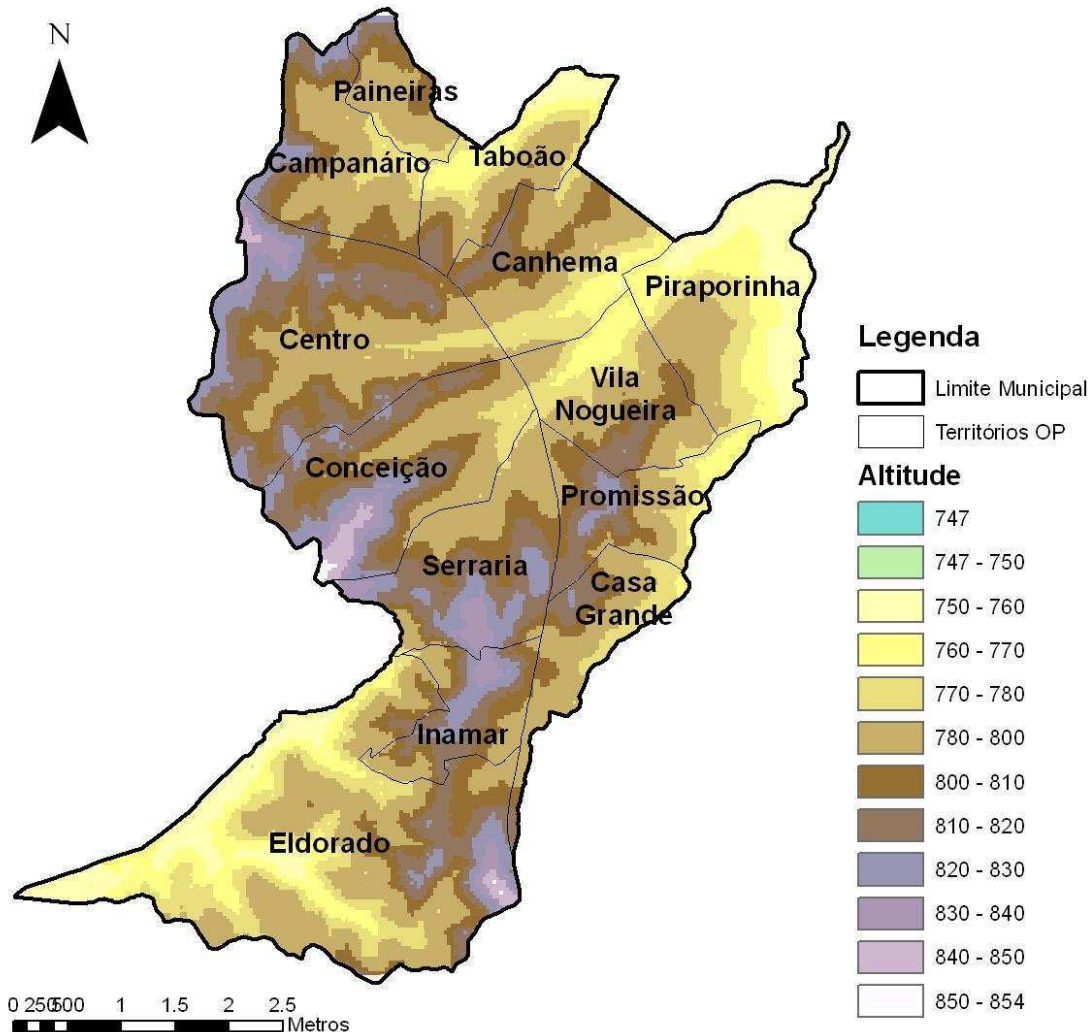 N
Paineiras
Campanário
Taboão
Canhema
Piraporinha
Centro
Vila
Nogueira
Conceição
Promissão
Serraria
Casa
Grande
Inamar
Eldorado
Legenda
Limite Municipal
Territórios OP
Altitude
747
747 - 750
750 - 760
760 - 770
770 - 780
780 - 800
800 - 810
810 - 820
820 - 830
830 - 840
840 - 850
850 - 854
0 250 500 1 1.5 2 2.5
Metros